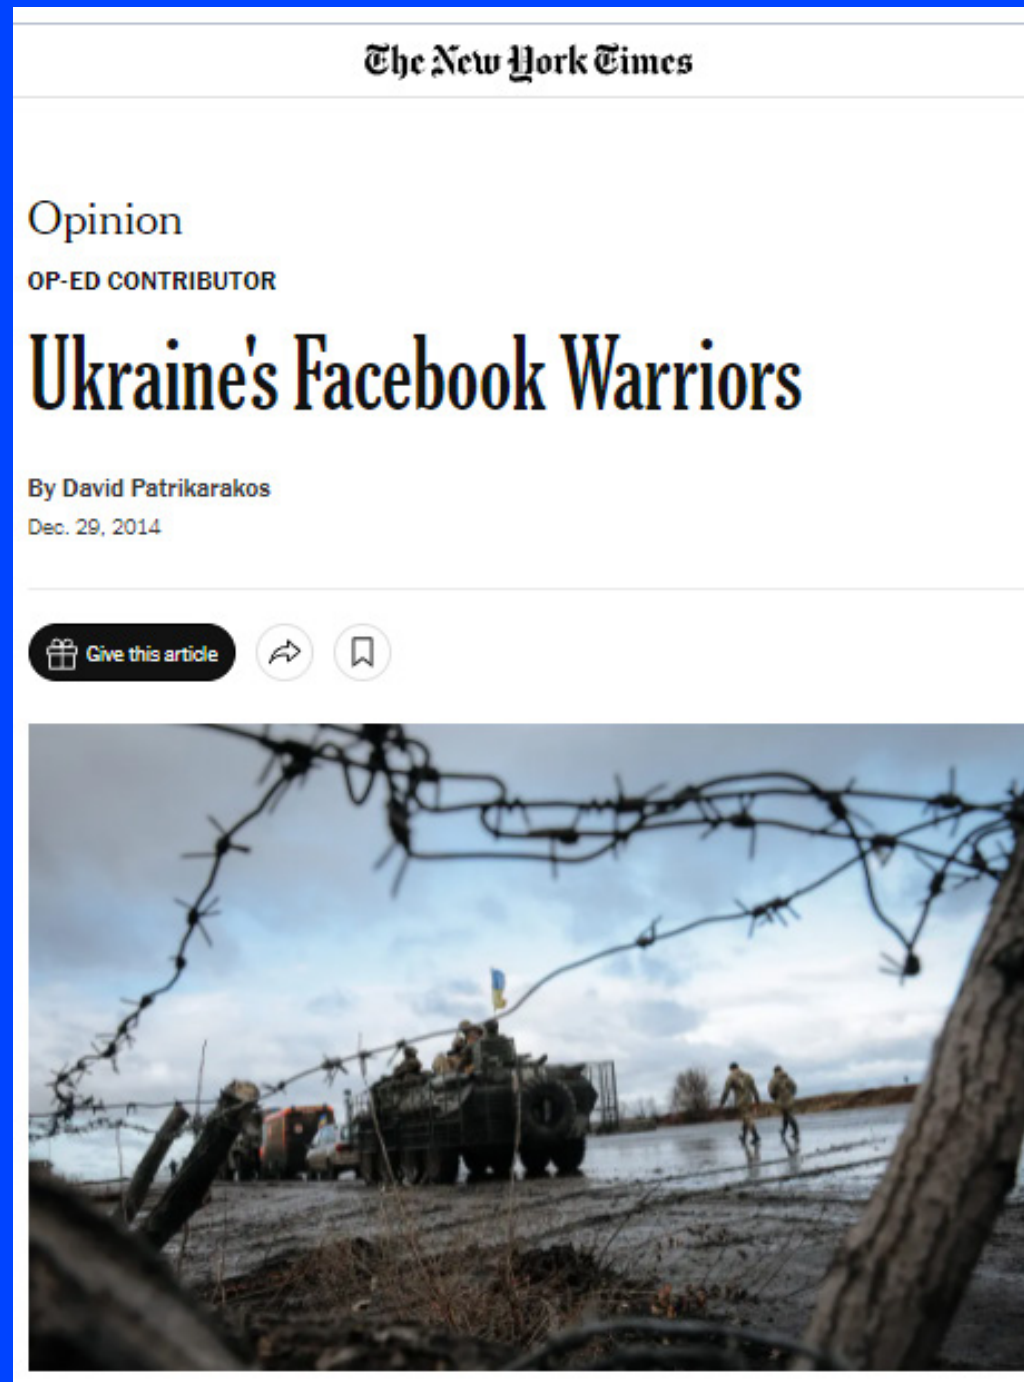 The New York Times
Opinion
OP-ED CONTRIBUTOR
Ukraine's Facebook Warriors
By David Patrikarakos
Dec. 29, 2014
Give this article